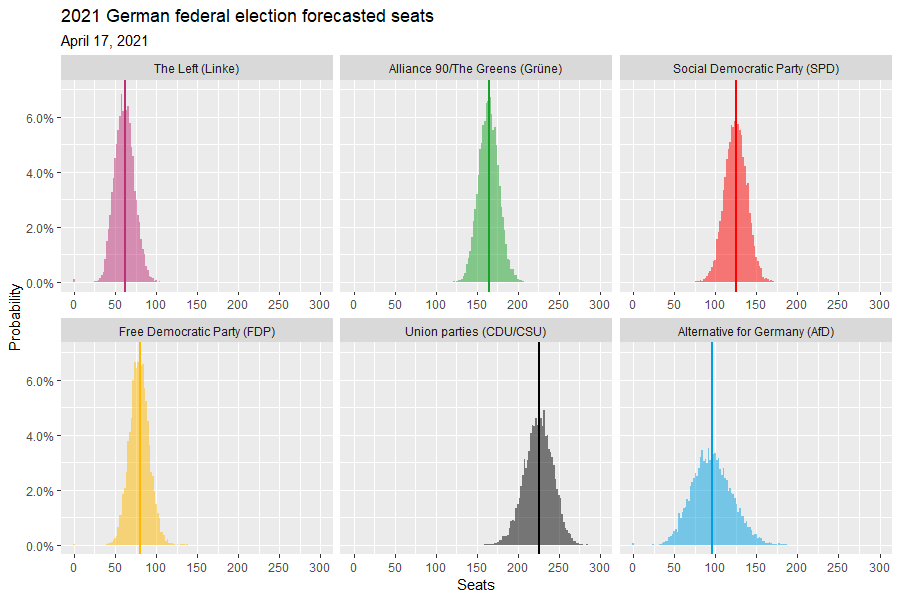 2021 German federal election forecasted seats
April 17, 2021
The Left (Linke) Alliance 90/The Greens (Grüne) Social Democratic Party (SPD)
6.0%
4.0%
2.0%
0.0%
0 50 100 150 200 250 300 0 50 100 150 200 250 300 0 50 100 150 200 250 300
Probability
Free Democratic Party (FDP) Union parties (CDU/CSU) Alternative for Germany (AfD)
6.0%
4.0%
2.0%
0.0%
0 50 100 150 200 250 300 0 50 100 150 200 250 300 0 50 100 150 200 250 300
Seats